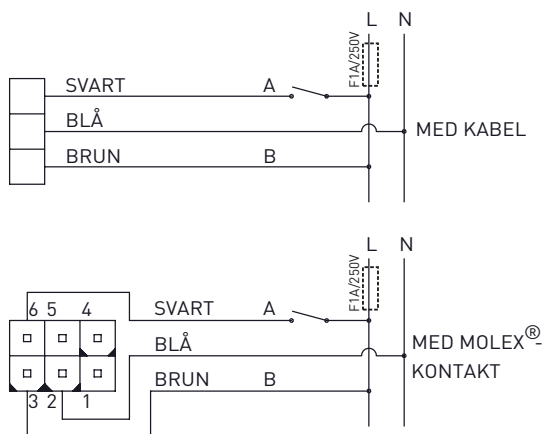 L N
F1A/250V
SVART A
BLÅ
MED KABEL
BRUN B
L N
F1A/250V
6 5 4
SVART A
BLÅ
MED MOLEX®-
KONTAKT
BRUN B
3 2 1